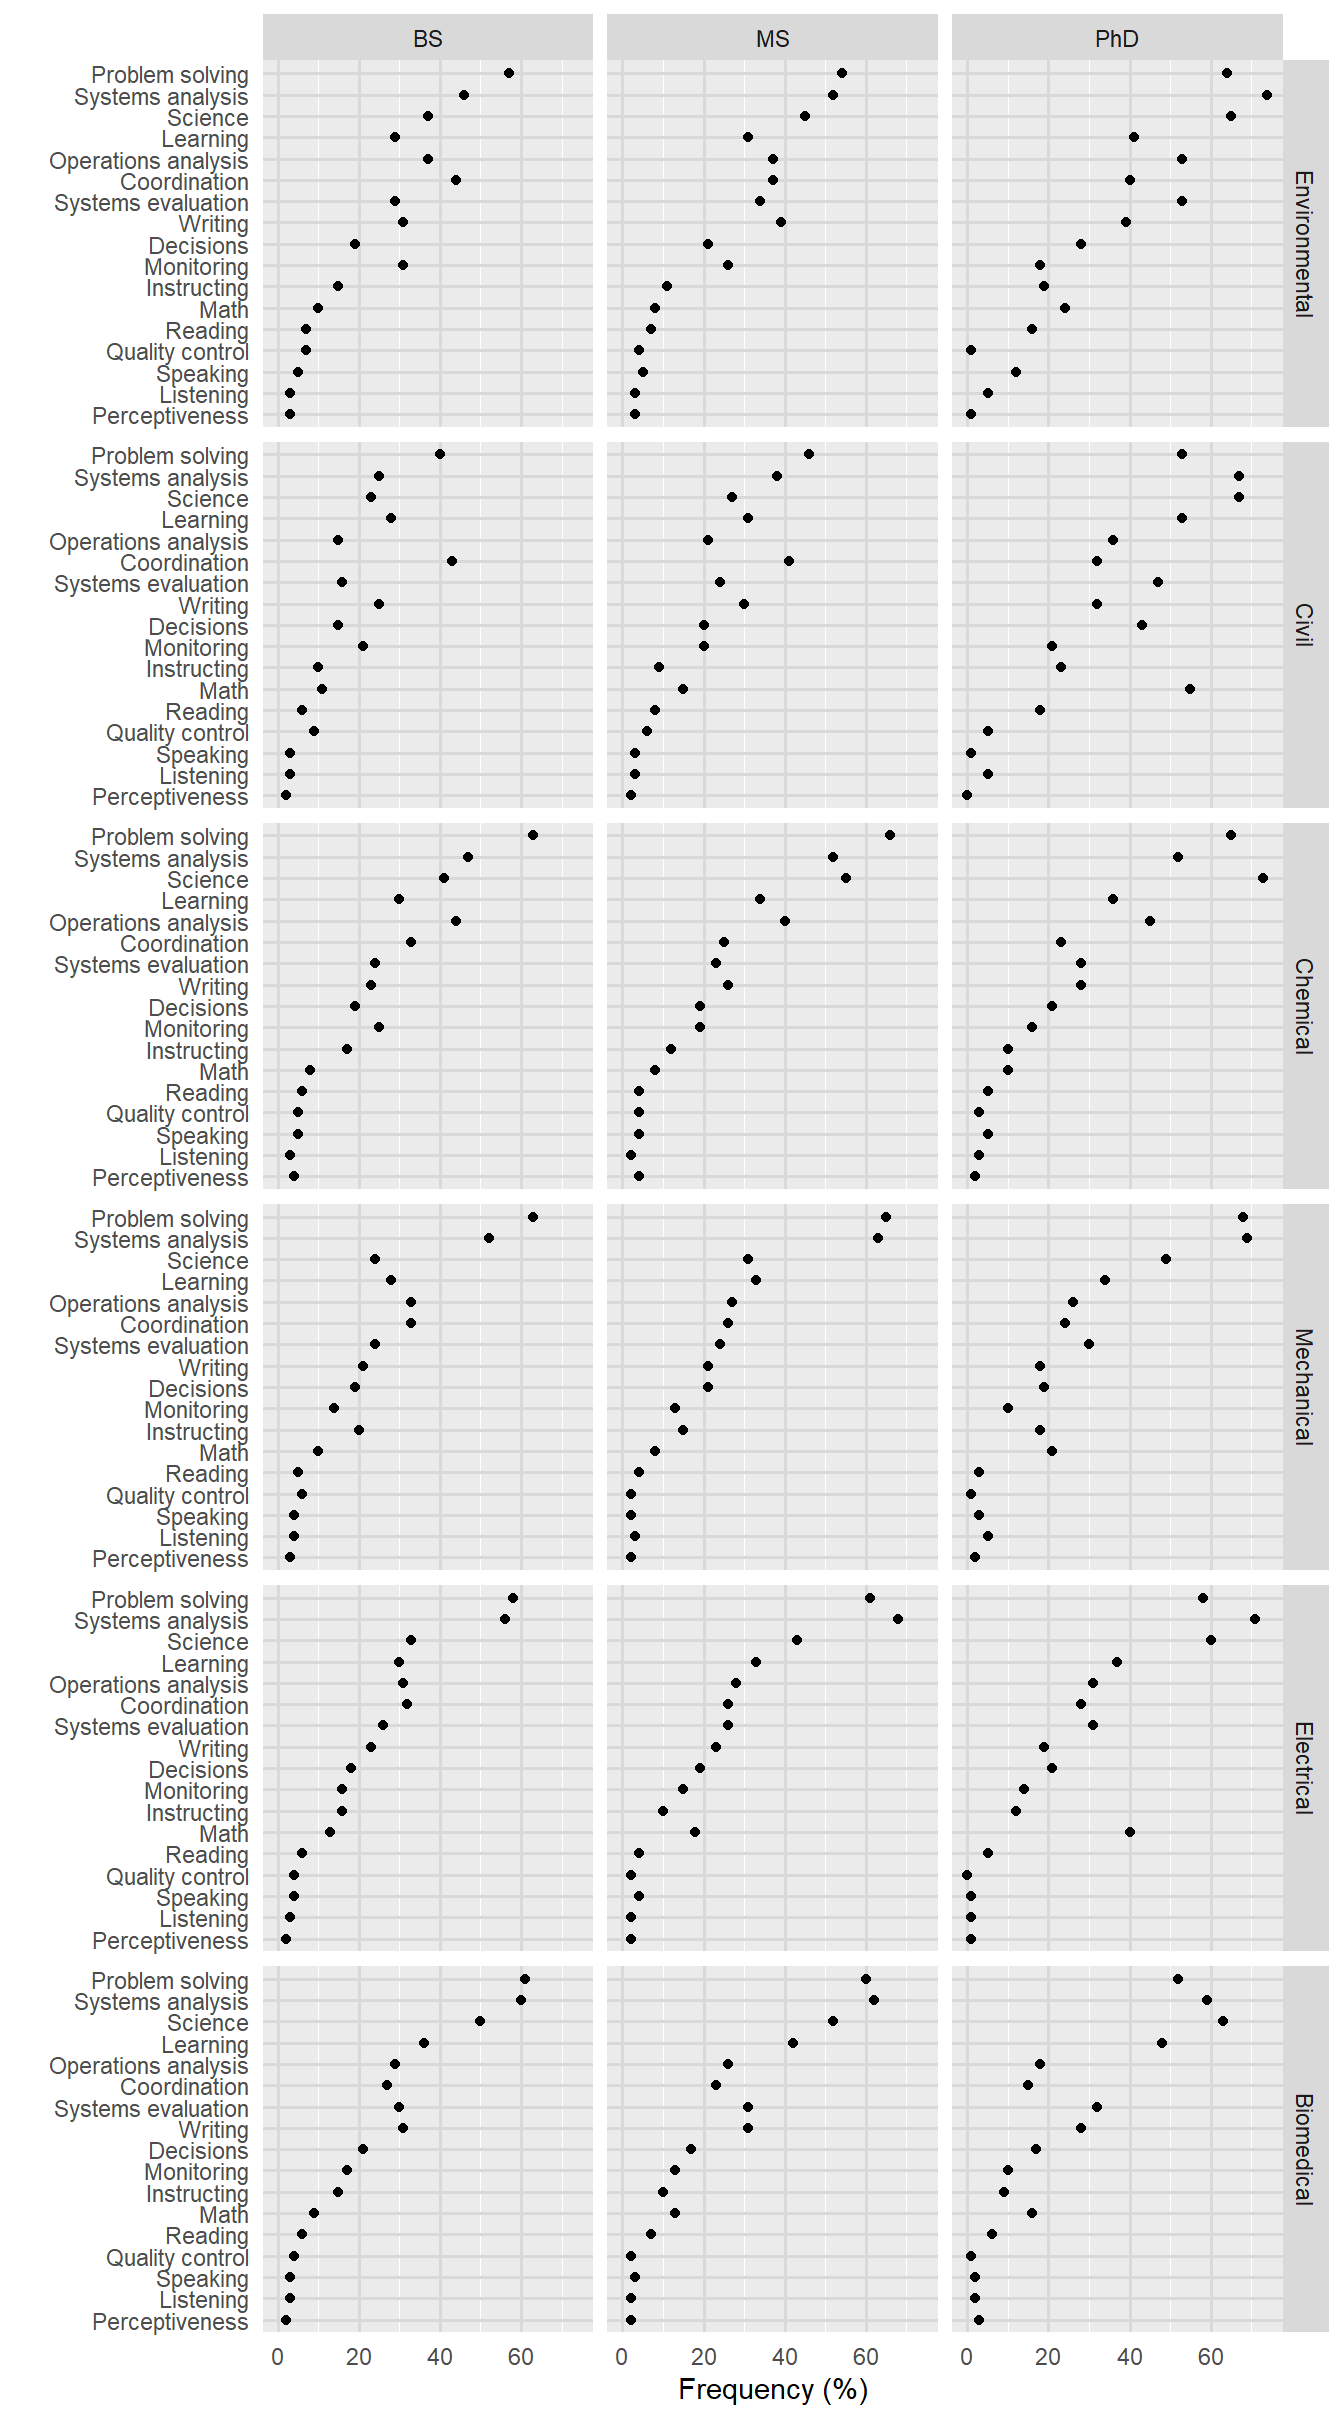 BS MS PhD
Problem solving
Systems analysis
Science
Learning
Operations analysis
Coordination
Systems evaluation
Writing
Decisions
Monitoring
Instructing
Math
Reading
Quality control
Speaking
Listening
Perceptiveness
Environmental
Problem solving
Systems analysis
Science
Learning
Operations analysis
Coordination
Systems evaluation
Writing
Decisions
Monitoring
Instructing
Math
Reading
Quality control
Speaking
Listening
Perceptiveness
Civil
Problem solving
Systems analysis
Science
Learning
Operations analysis
Coordination
Systems evaluation
Writing
Decisions
Monitoring
Instructing
Math
Reading
Quality control
Speaking
Listening
Perceptiveness
Chemical
Problem solving
Systems analysis
Science
Learning
Operations analysis
Coordination
Systems evaluation
Writing
Decisions
Monitoring
Instructing
Math
Reading
Quality control
Speaking
Listening
Perceptiveness
Mechanical
Problem solving
Systems analysis
Science
Learning
Operations analysis
Coordination
Systems evaluation
Writing
Decisions
Monitoring
Instructing
Math
Reading
Quality control
Speaking
Listening
Perceptiveness
Electrical
Problem solving
Systems analysis
Science
Learning
Operations analysis
Coordination
Systems evaluation
Writing
Decisions
Monitoring
Instructing
Math
Reading
Quality control
Speaking
Listening
Perceptiveness
Biomedical
0 20 40 60 0 20 40 60 0 20 40 60
Frequency (%)